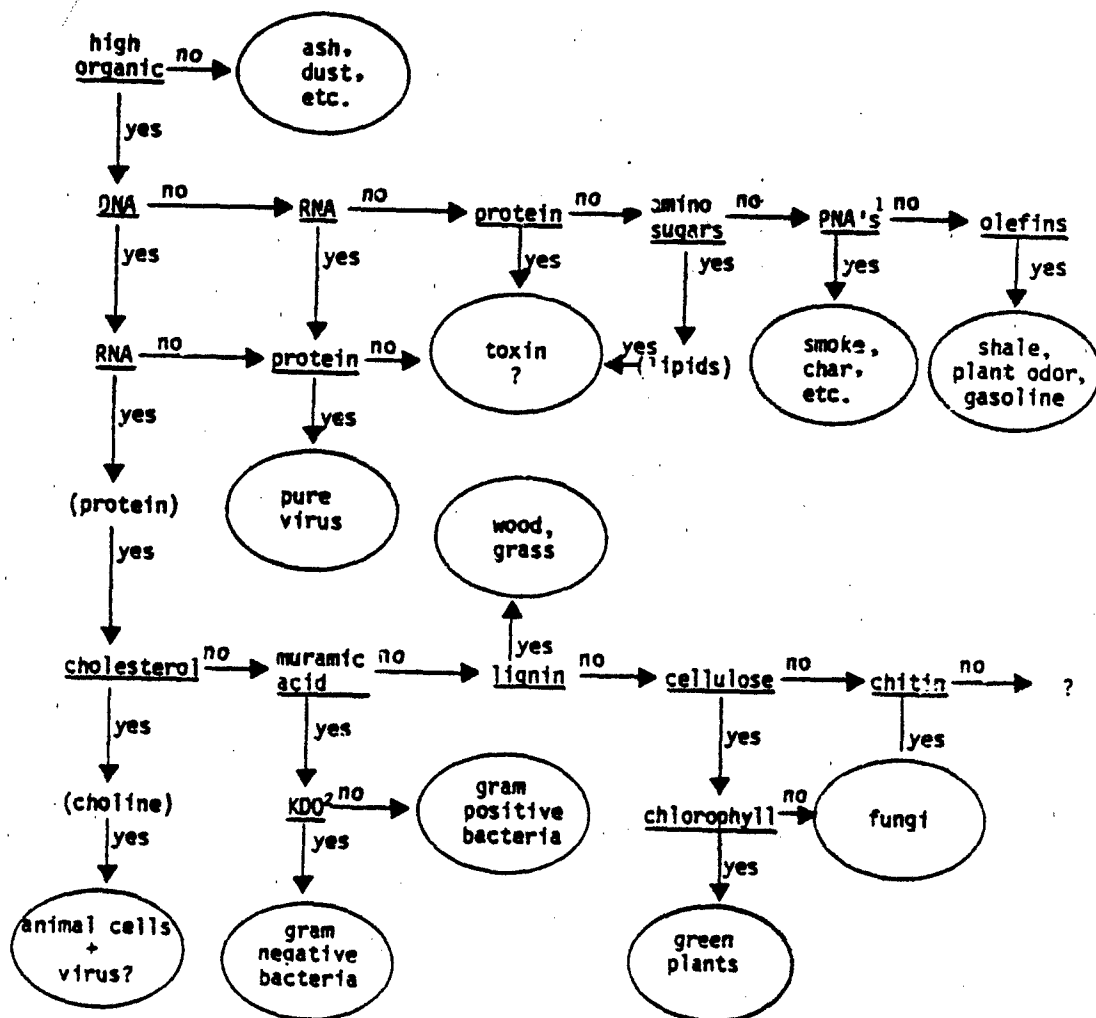 high
organic
no
ash,
dust,
etc.
yes
DNA
no
RNA
no
protein
no
amino
sugars
no
PNA's¹
no
olefins
yes
yes
yes
yes
yes
yes
RNA
no
protein
no
toxin
?
yes
(lipids)
smoke,
char,
etc.
shale,
plant odor,
gasoline
yes
yes
(protein)
pure
virus
wood,
grass
yes
yes
cholesterol
no
muramic
acid
no
lignin
no
cellulose
no
chitin
no
?
yes
yes
yes
yes
(choline)
KDO²
no
gram
positive
bacteria
chlorophyll
no
fungi
yes
yes
yes
animal cells
+
virus?
gram
negative
bacteria
green
plants